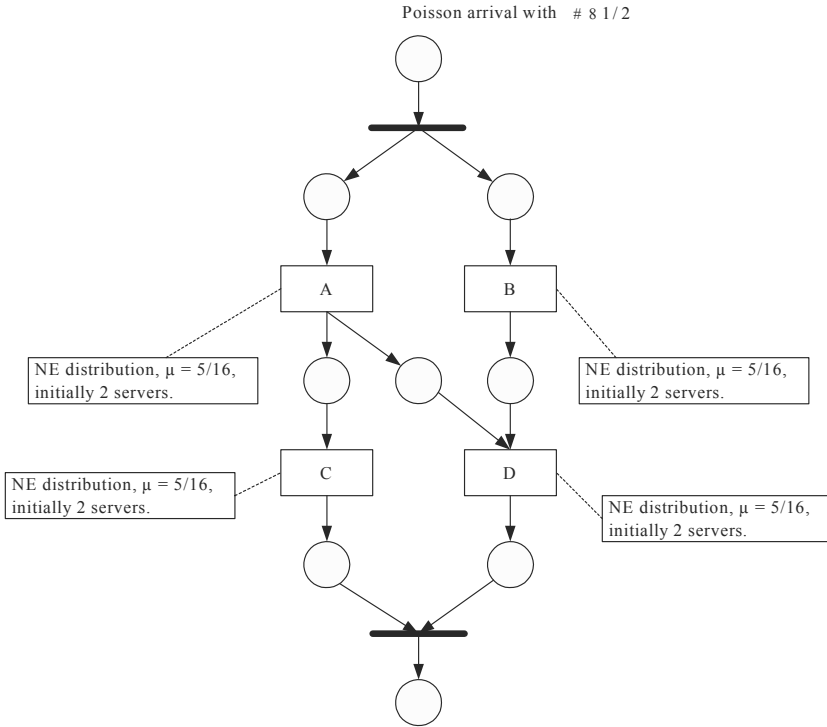 Poisson arrival with # 8 1/2
A
B
NE distribution, μ = 5/16,
initially 2 servers.
NE distribution, μ = 5/16,
initially 2 servers.
C
D
NE distribution, μ = 5/16,
initially 2 servers.
NE distribution, μ = 5/16,
initially 2 servers.